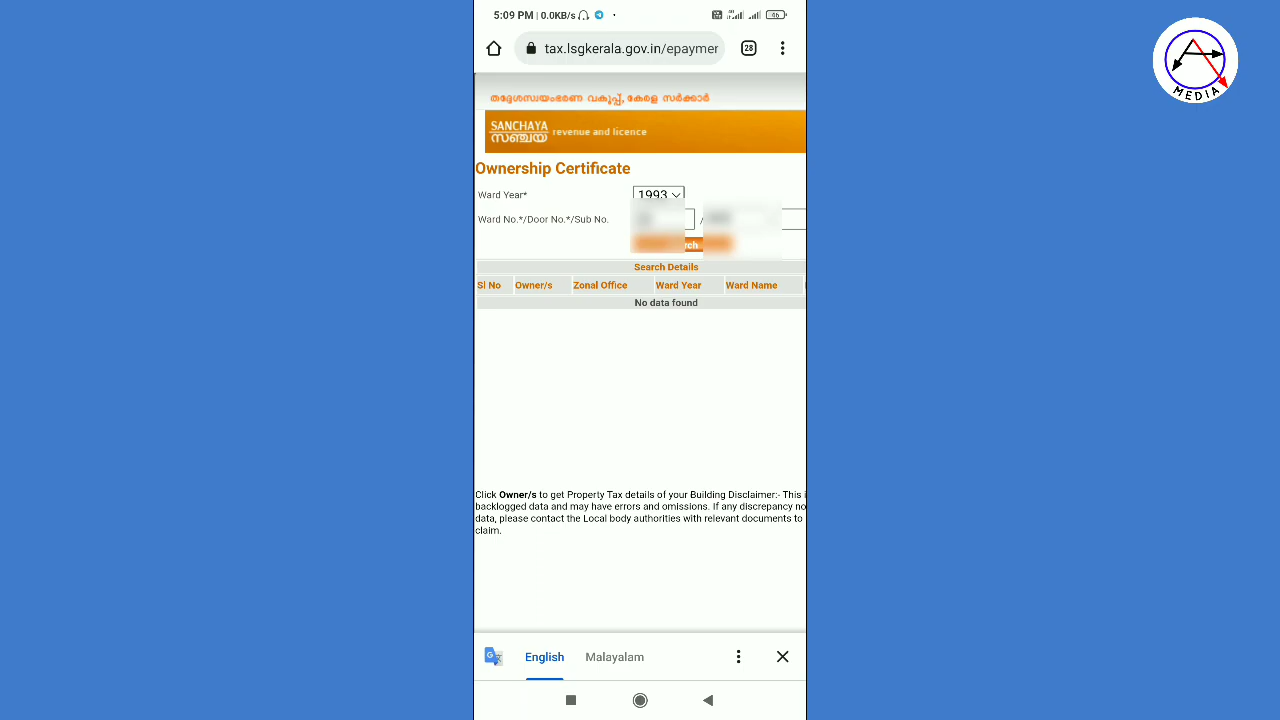 5:09 PM | 0.0KB/s
46
tax.lsgkerala.gov.in/epaymer
28
MEDIA
തദ്ദേശസ്വയംഭരണ വകുപ്പ്, കേരള സർക്കാർ
SANCHAYA
സഞ്ചയ revenue and licence
Ownership Certificate
Ward Year* 1993
Ward No.*/Door No.*/Sub No. /
Search Details
Sl No Owner/s Zonal Office Ward Year Ward Name
No data found
Click Owner/s to get Property Tax details of your Building Disclaimer:- This i
backlogged data and may have errors and omissions. If any discrepancy no
data, please contact the Local body authorities with relevant documents to
claim.
English Malayalam